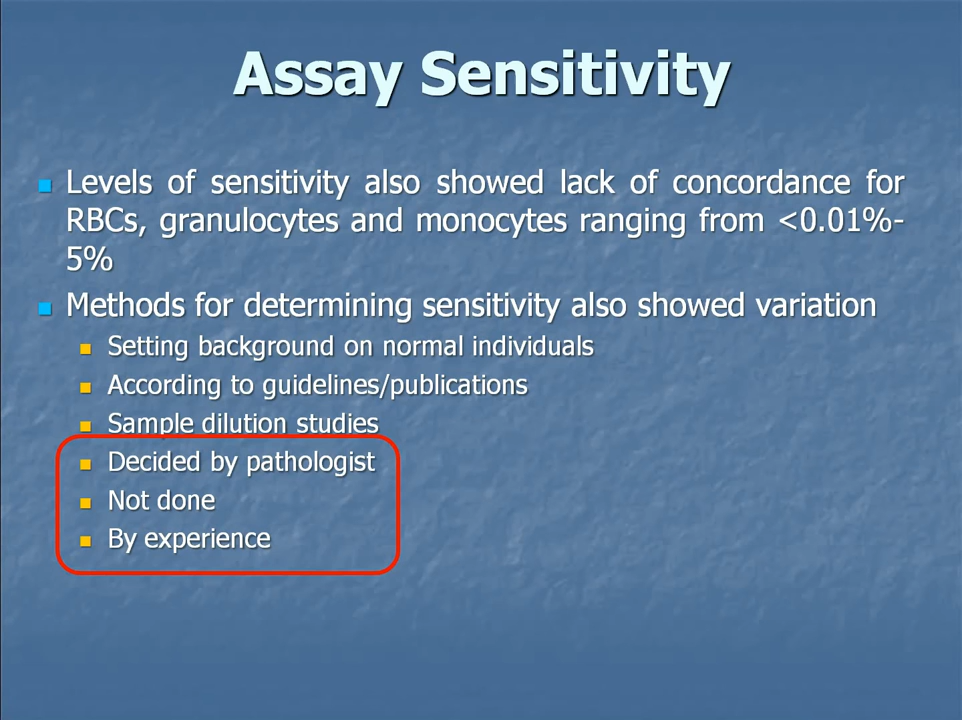 Assay Sensitivity
Levels of sensitivity also showed lack of concordance for
RBCs, granulocytes and monocytes ranging from <0.01%-
5%
Methods for determining sensitivity also showed variation
Setting background on normal individuals
According to guidelines/publications
Sample dilution studies
Decided by pathologist
Not done
By experience